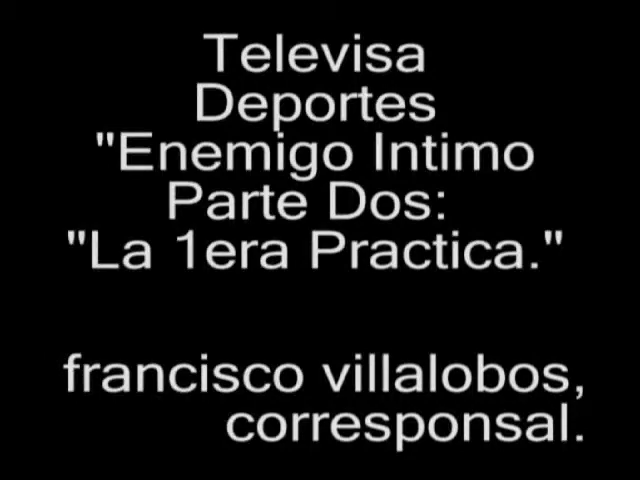 Televisa
Deportes
"Enemigo Intimo
Parte Dos:
"La 1era Practica."
francisco villalobos,
corresponsal.